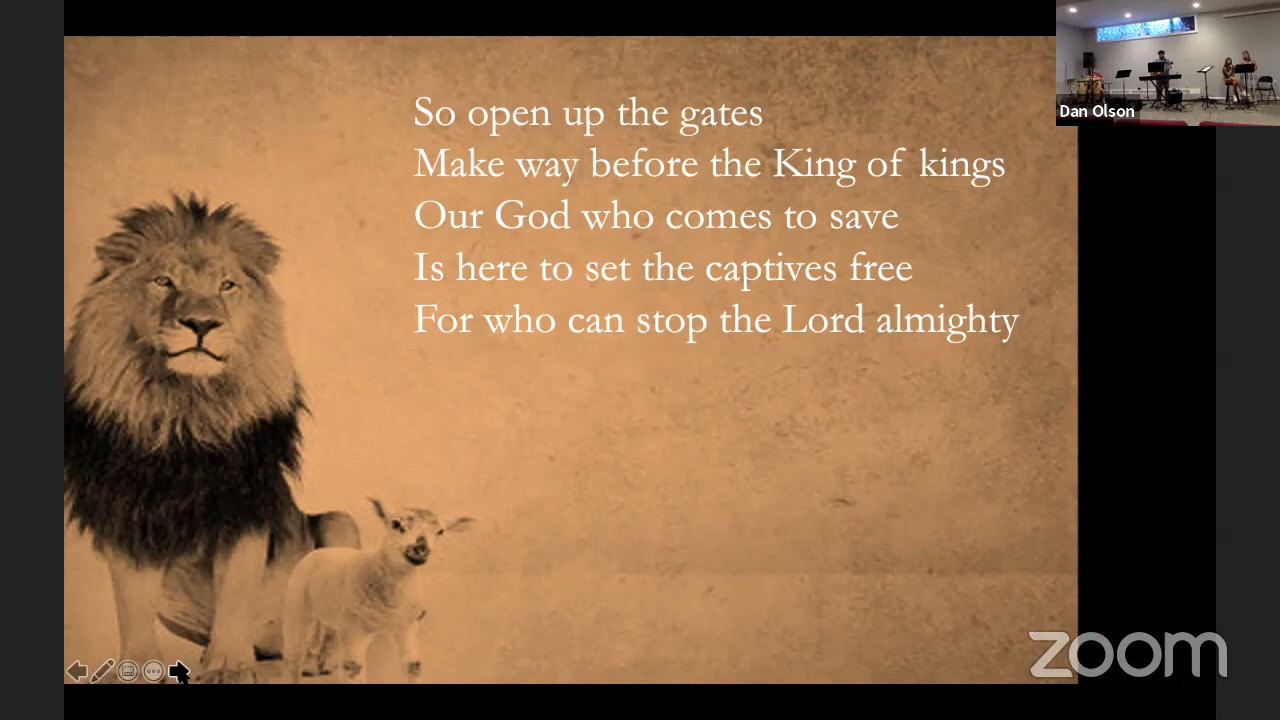 So open up the gates
Make way before the King of kings
Our God who comes to save
Is here to set the captives free
For who can stop the Lord almighty
Dan Olson
zoom